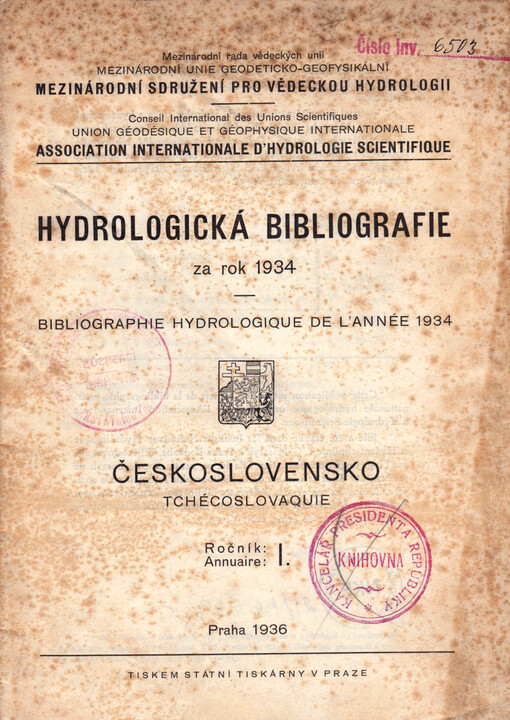 Číslo inv. 6503
Mezinárodní rada vědeckých unií
MEZINÁRODNÍ UNIE GEODETICKO-GEOFYSIKÁLNÍ
MEZINÁRODNÍ SDRUŽENÍ PRO VĚDECKOU HYDROLOGII
Conseil International des Unions Scientifiques
UNION GÉODÉSIQUE ET GÉOPHYSIQUE INTERNATIONALE
ASSOCIATION INTERNATIONALE D'HYDROLOGIE SCIENTIFIQUE
HYDROLOGICKÁ BIBLIOGRAFIE
za rok 1934
BIBLIOGRAPHIE HYDROLOGIQUE DE L'ANNÉE 1934
ČESKOSLOVENSKO
TCHÉCOSLOVAQUIE
Ročník: I.
Annuaire:
KANCELÁŘ PRESIDENTA REPUBLIKY
KNIHOVNA
Praha 1936
TISKEM STÁTNÍ TISKÁRNY V PRAZE